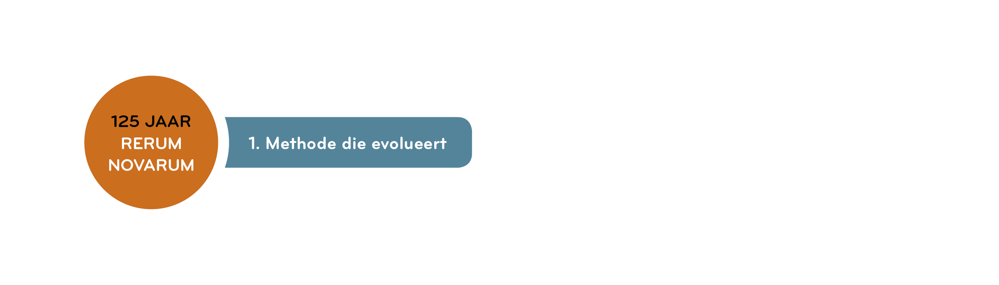 125 JAAR
RERUM
NOVARUM
1. Methode die evolueert